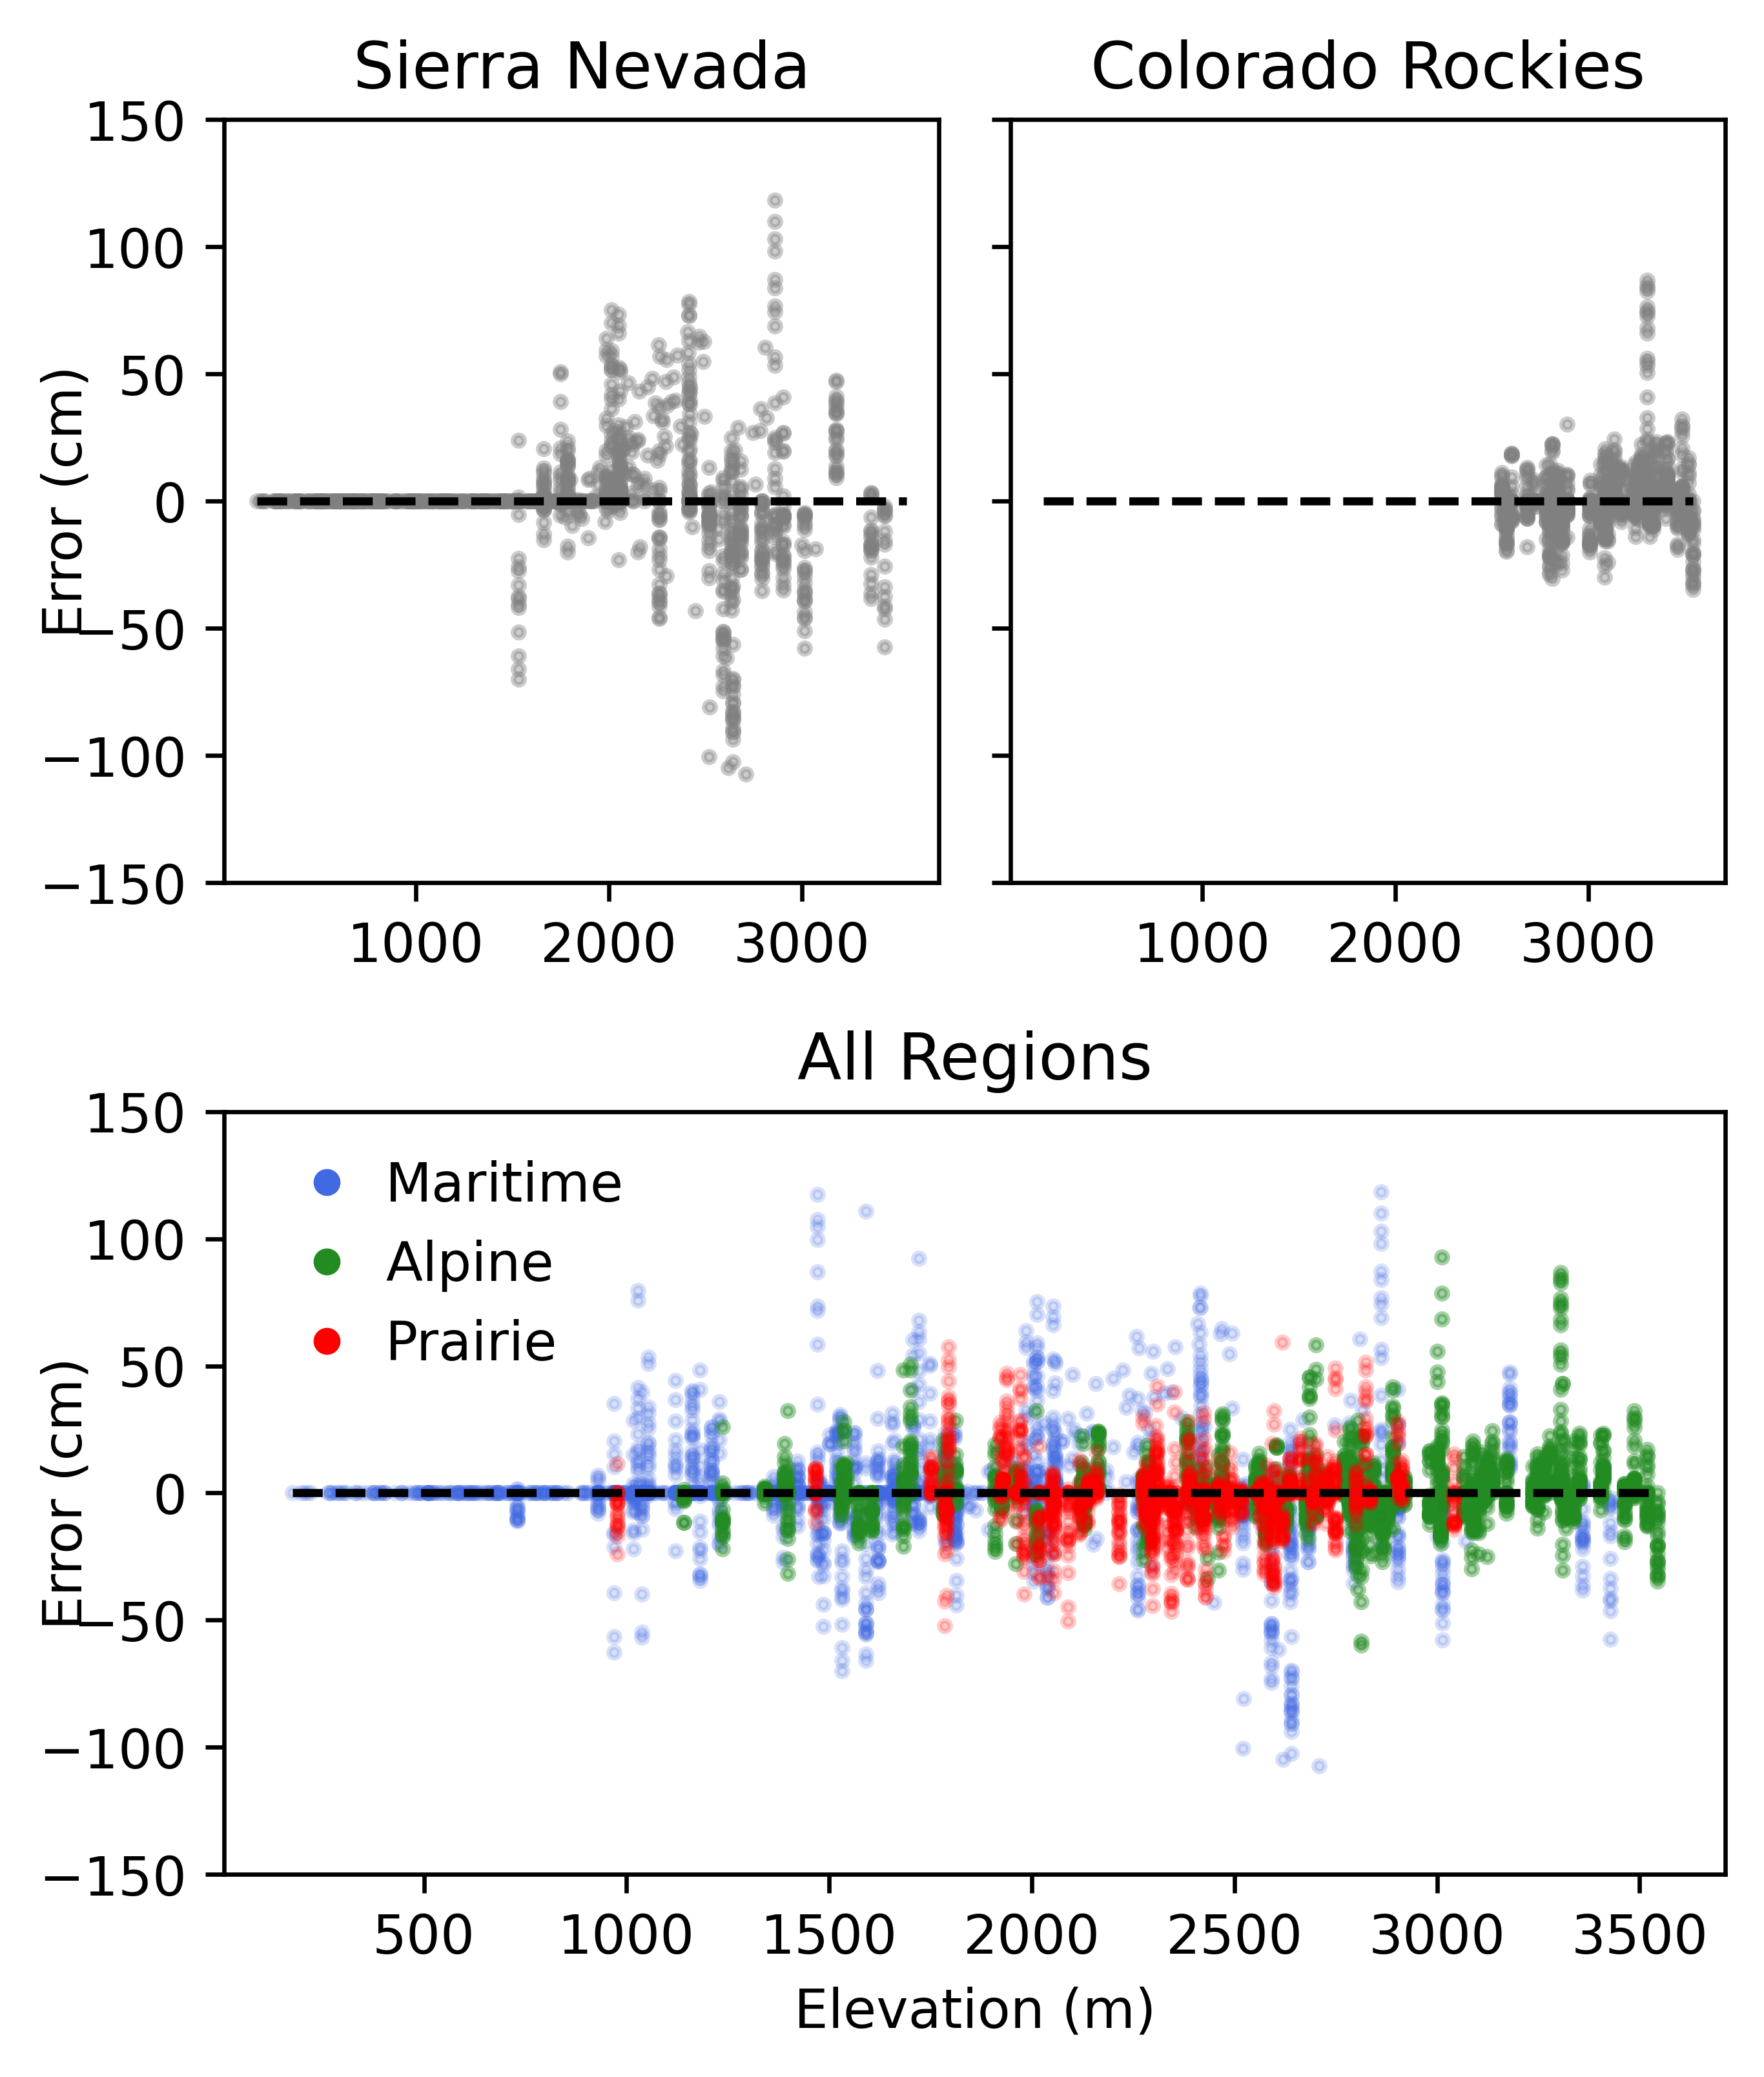 Sierra Nevada
Colorado Rockies
150
100
50
0
−50
−100
−150
Error (cm)
1000 2000 3000
1000 2000 3000
All Regions
150
100
50
0
−50
−100
−150
Error (cm)
Maritime
Alpine
Prairie
500 1000 1500 2000 2500 3000 3500
Elevation (m)